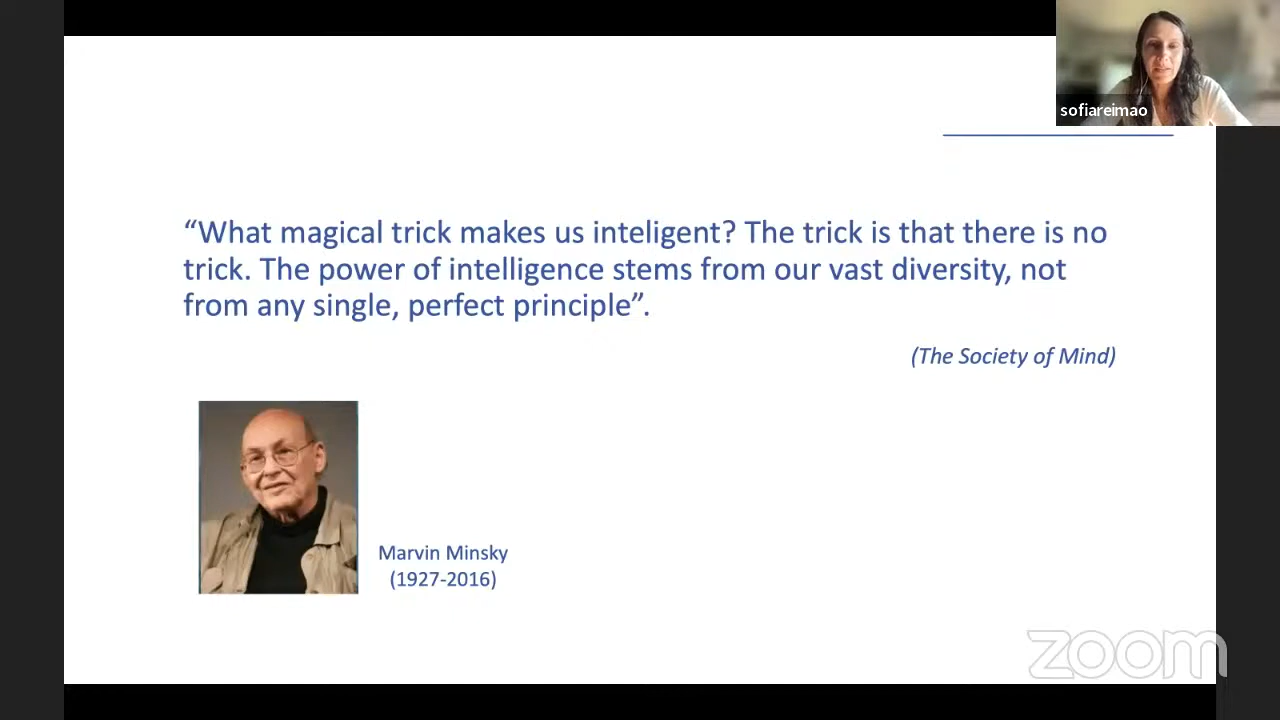 sofiareimao
“What magical trick makes us inteligent? The trick is that there is no
trick. The power of intelligence stems from our vast diversity, not
from any single, perfect principle”.
(The Society of Mind)
Marvin Minsky
(1927-2016)
zoom